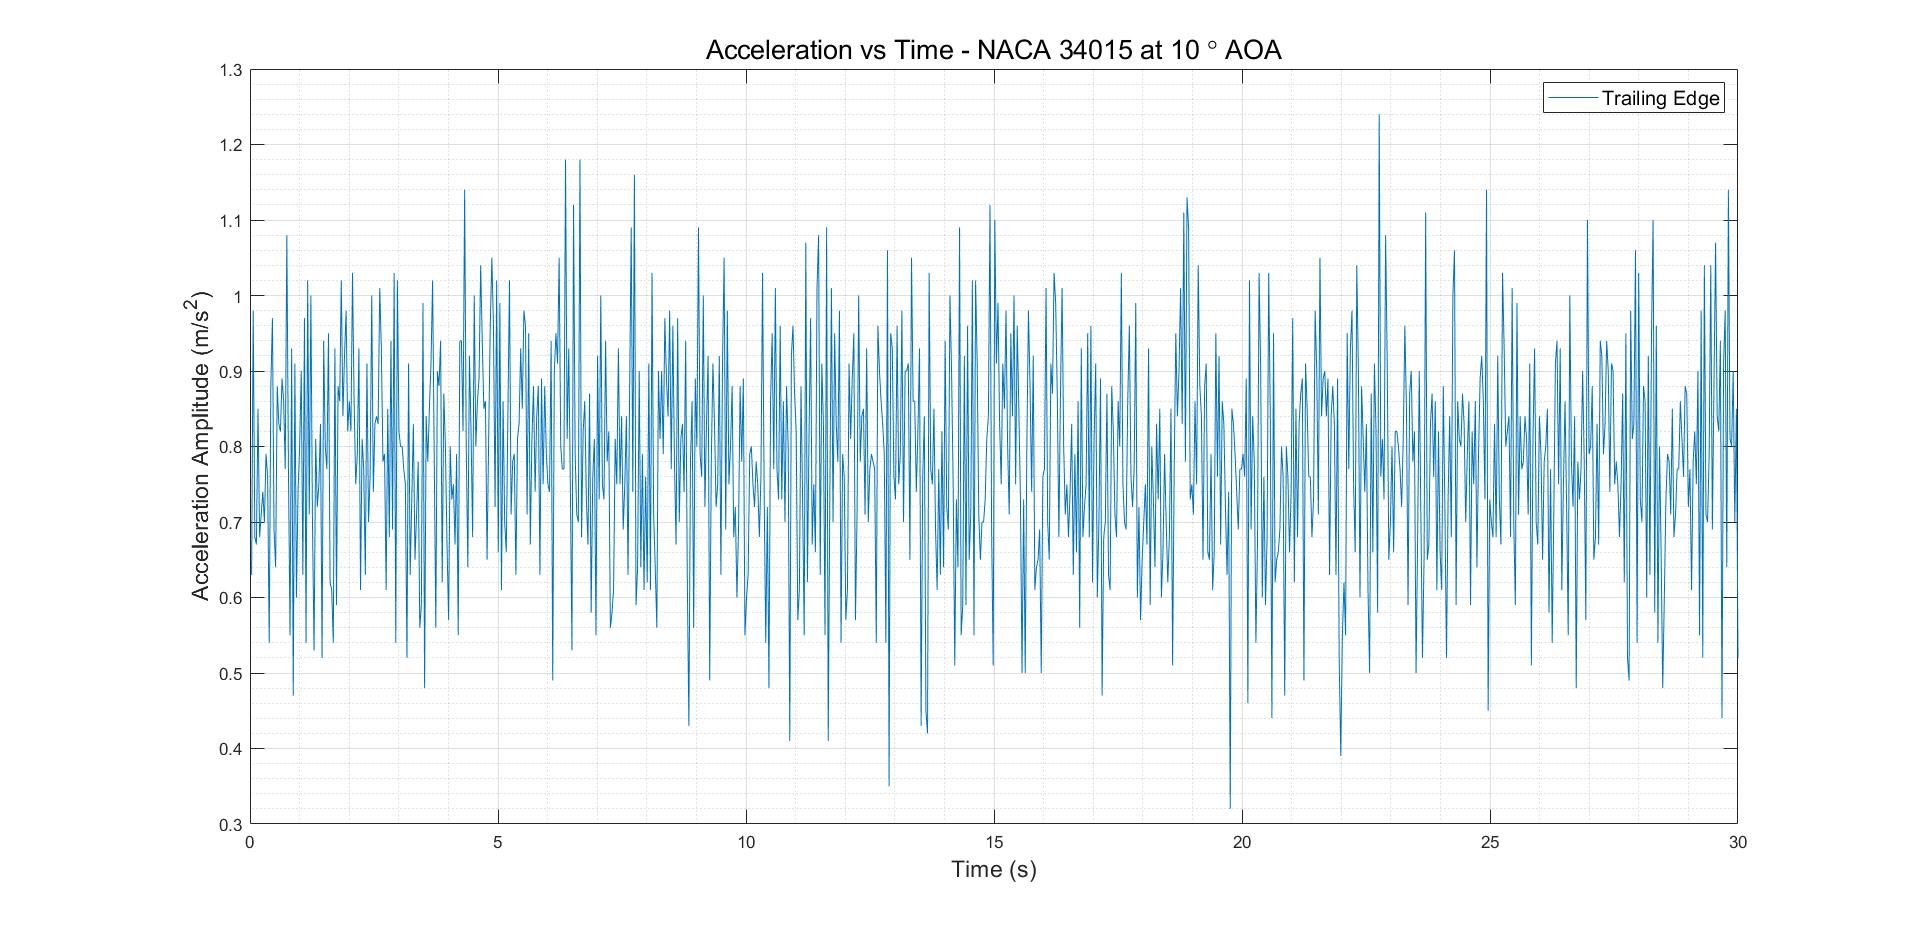 Acceleration vs Time - NACA 34015 at 10 ° AOA
Trailing Edge
Acceleration Amplitude (m/s²)
1.3
1.2
1.1
1
0.9
0.8
0.7
0.6
0.5
0.4
0.3
0 5 10 15 20 25 30
Time (s)